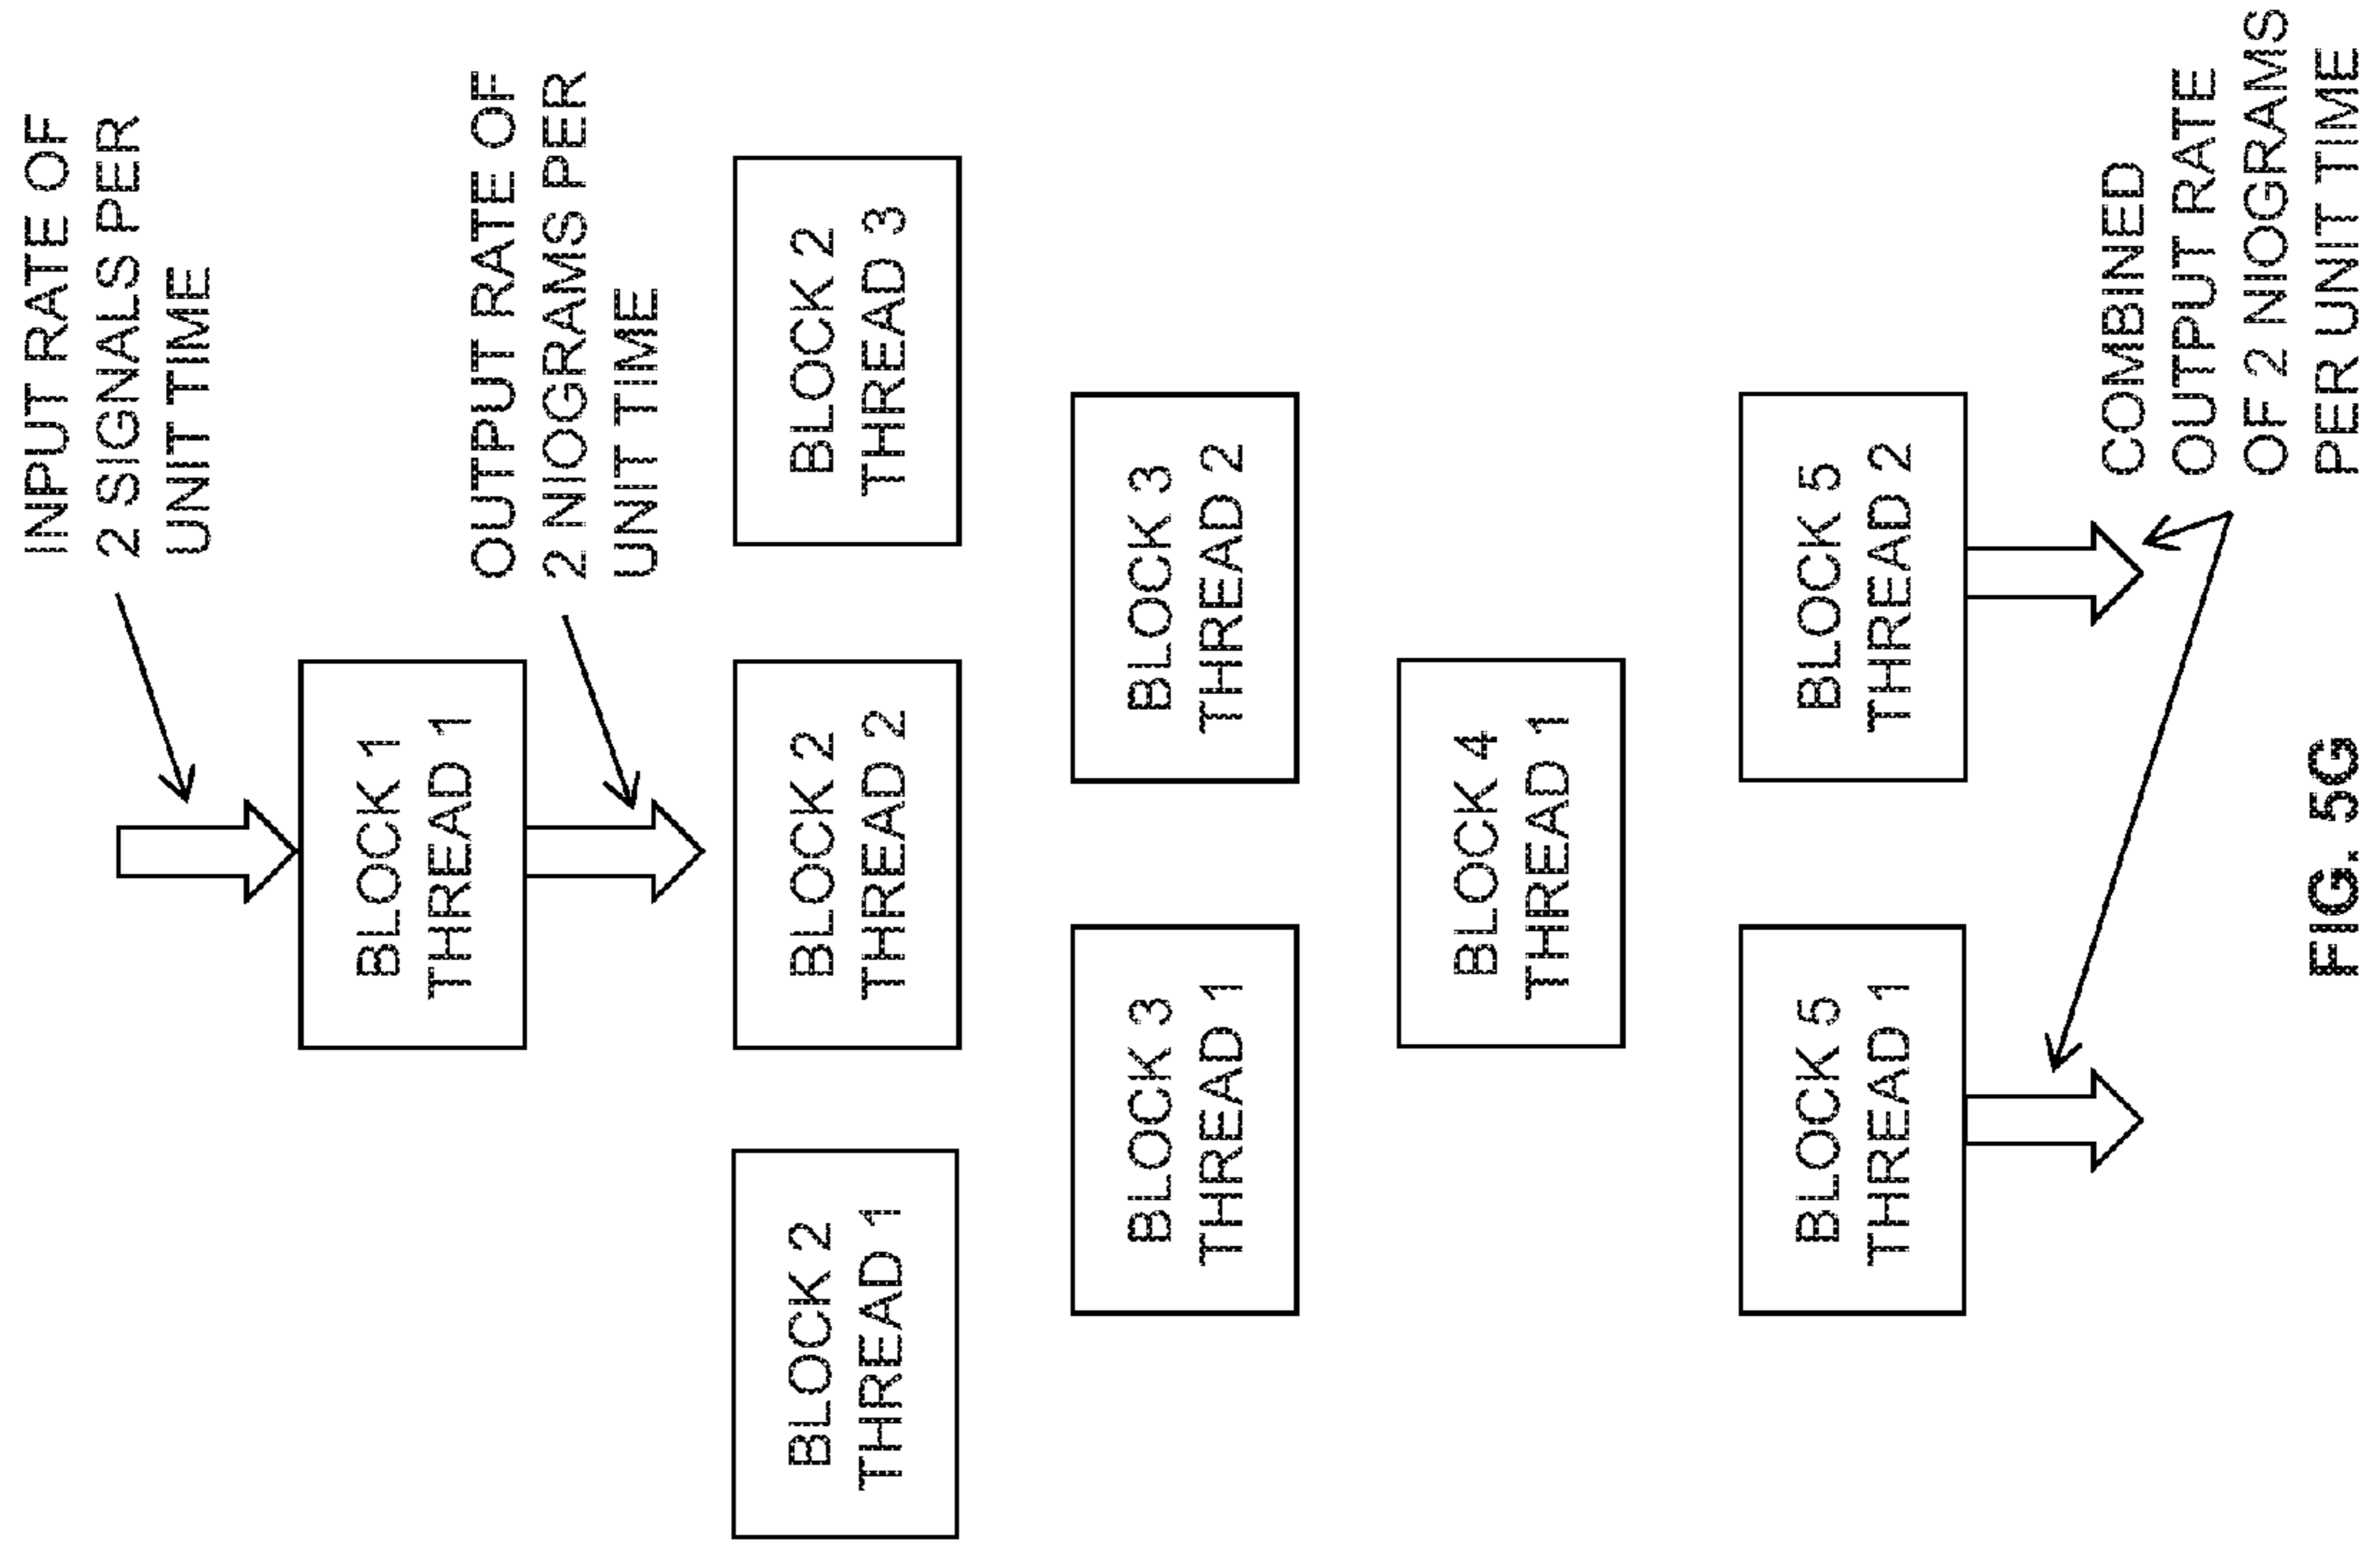 INPUT RATE OF
2 SIGNALS PER
UNIT TIME
BLOCK 1
THREAD 1
OUTPUT RATE OF
2 NIOGRAMS PER
UNIT TIME
BLOCK 2
THREAD 1
BLOCK 2
THREAD 2
BLOCK 2
THREAD 3
BLOCK 3
THREAD 1
BLOCK 3
THREAD 2
BLOCK 4
THREAD 1
BLOCK 5
THREAD 1
BLOCK 5
THREAD 2
COMBINED
OUTPUT RATE
OF 2 NIOGRAMS
PER UNIT TIME
FIG. 5G